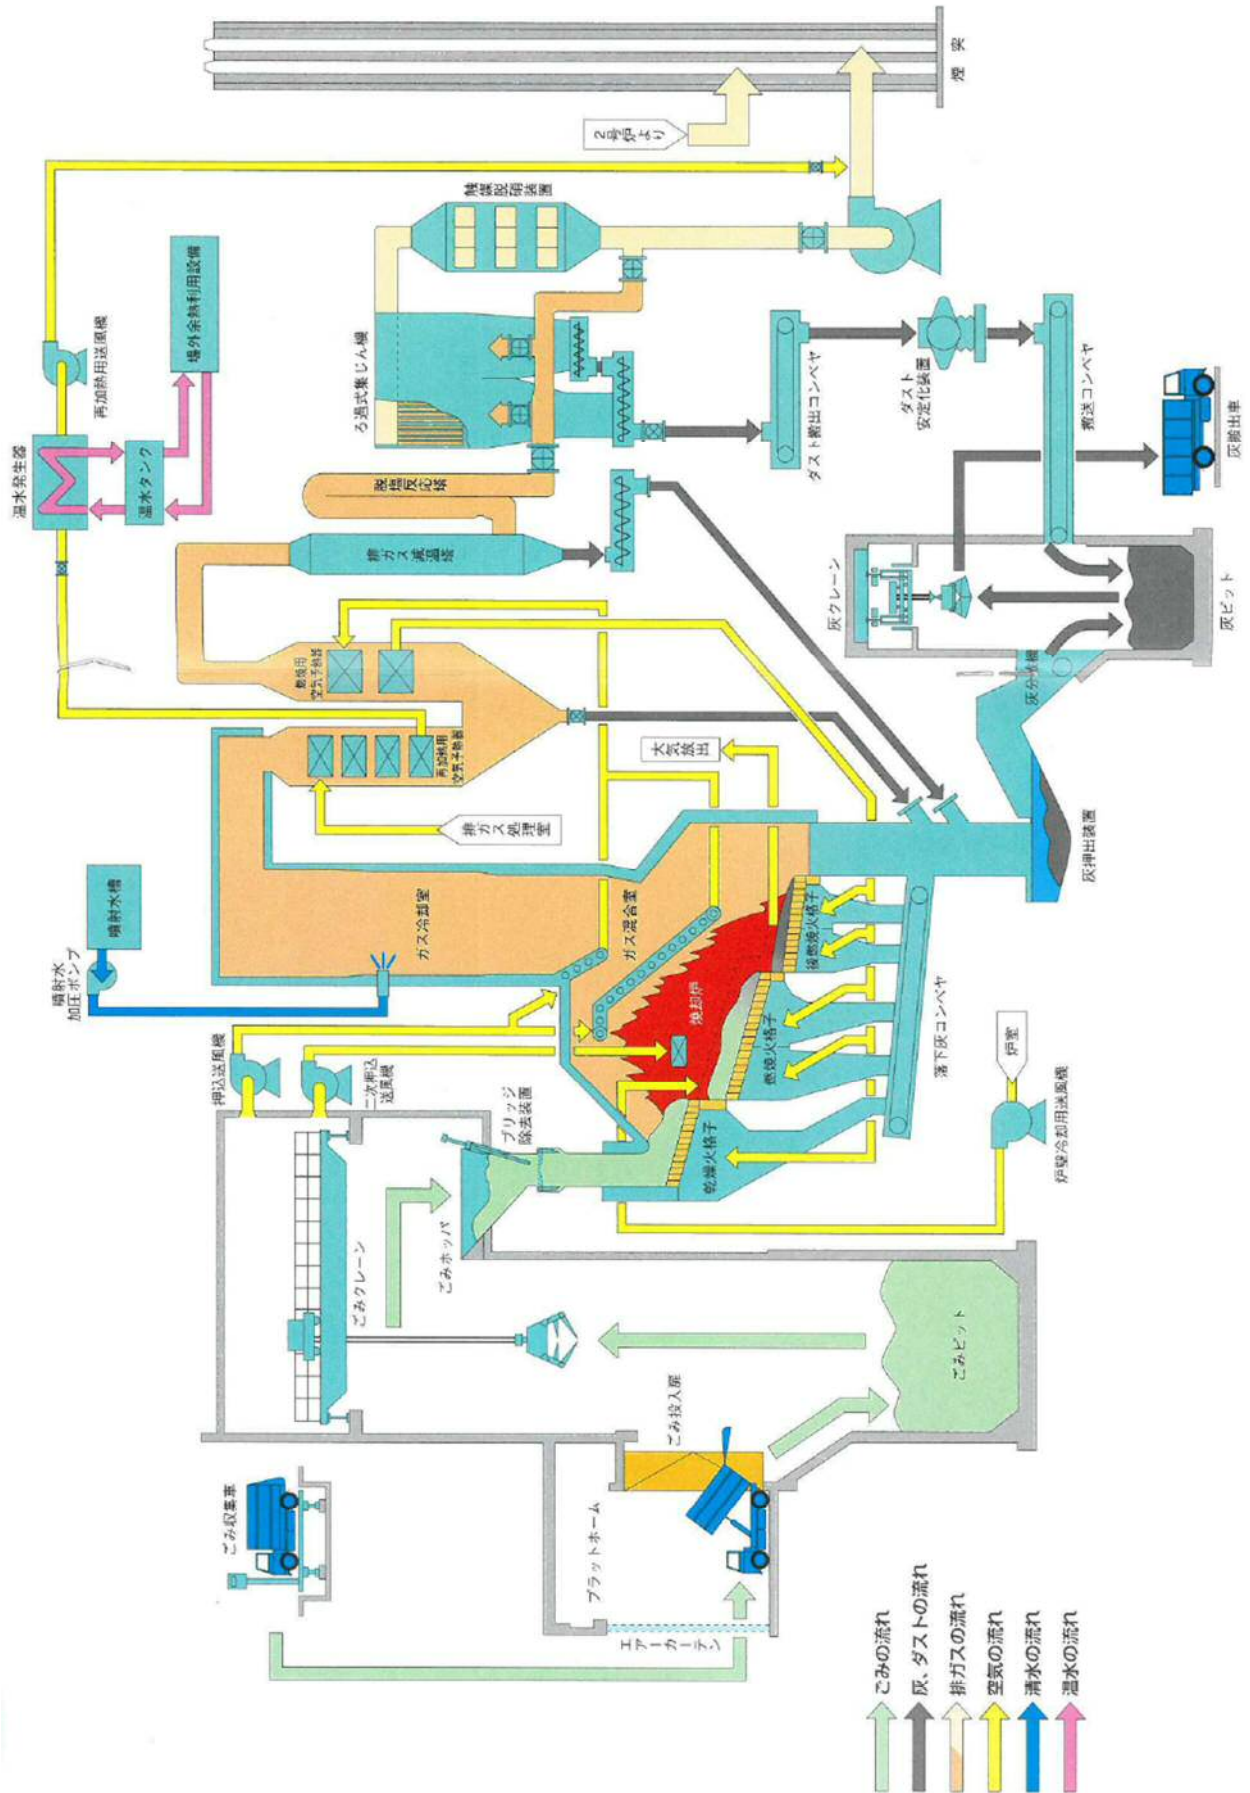 ごみ収集車
エアーカーテン
プラットホーム
ごみ投入扉
ごみピット
ごみクレーン
ごみホッパ
ブリッジ
除去装置
押込送風機
二次押込
送風機
噴射水
加圧ポンプ
噴射水槽
ガス冷却室
ガス混合室
焼却炉
乾燥火格子
燃焼火格子
後燃焼火格子
落下灰コンベヤ
炉壁冷却用送風機
炉室
灰押出装置
排ガス
処理室
大気
放出
再加熱用
空気予熱器
燃焼用
空気予熱器
温水発生器
温水タンク
再加熱用送風機
場外余熱利用設備
排ガス減温塔
脱塩反応塔
ろ過式集じん機
触媒脱硝装置
2号炉より
煙突
ダスト搬出コンベヤ
ダスト
安定化装置
搬送コンベヤ
灰クレーン
灰ピット
灰搬出車
ごみの流れ
灰、ダストの流れ
排ガスの流れ
空気の流れ
清水の流れ
温水の流れ